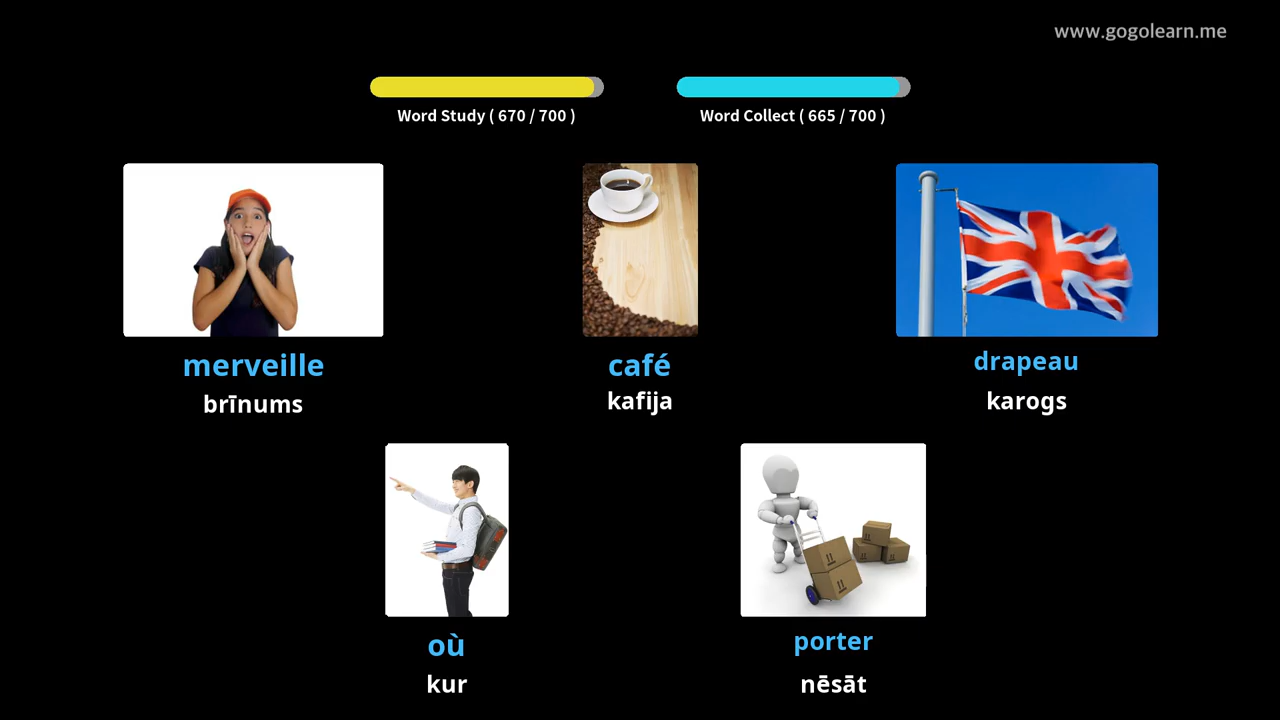 www.gogolearn.me
Word Study ( 670 / 700 )
Word Collect ( 665 / 700 )
merveille
brīnums
café
kafija
drapeau
karogs
où
kur
porter
nēsāt